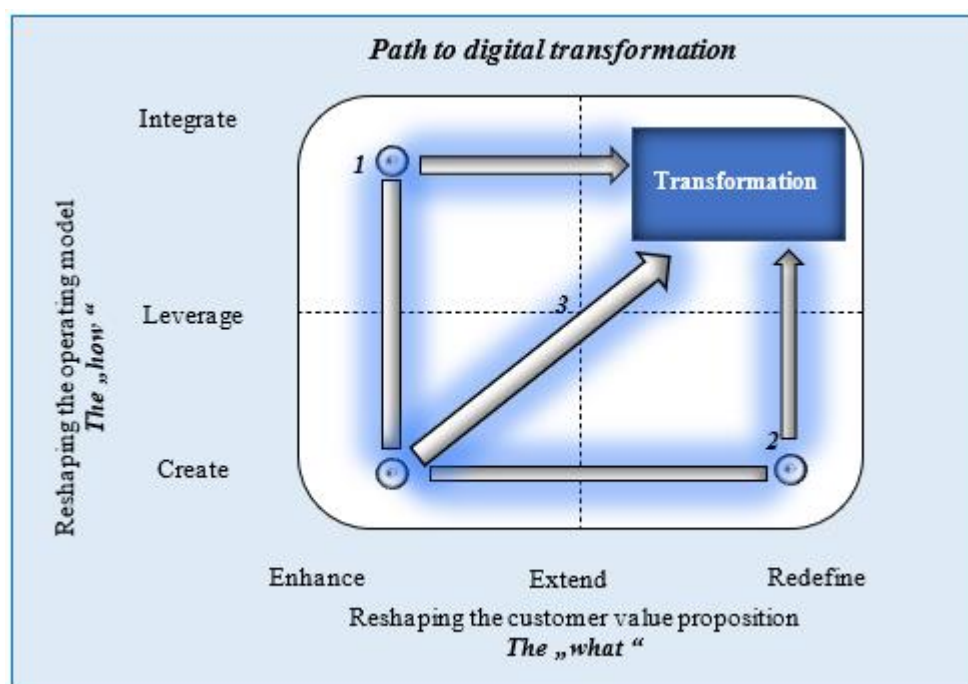 Path to digital transformation
Integrate
1
Transformation
Reshaping the operating model
The „how“
Leverage
3
2
Create
Enhance
Extend
Redefine
Reshaping the customer value proposition
The „what “